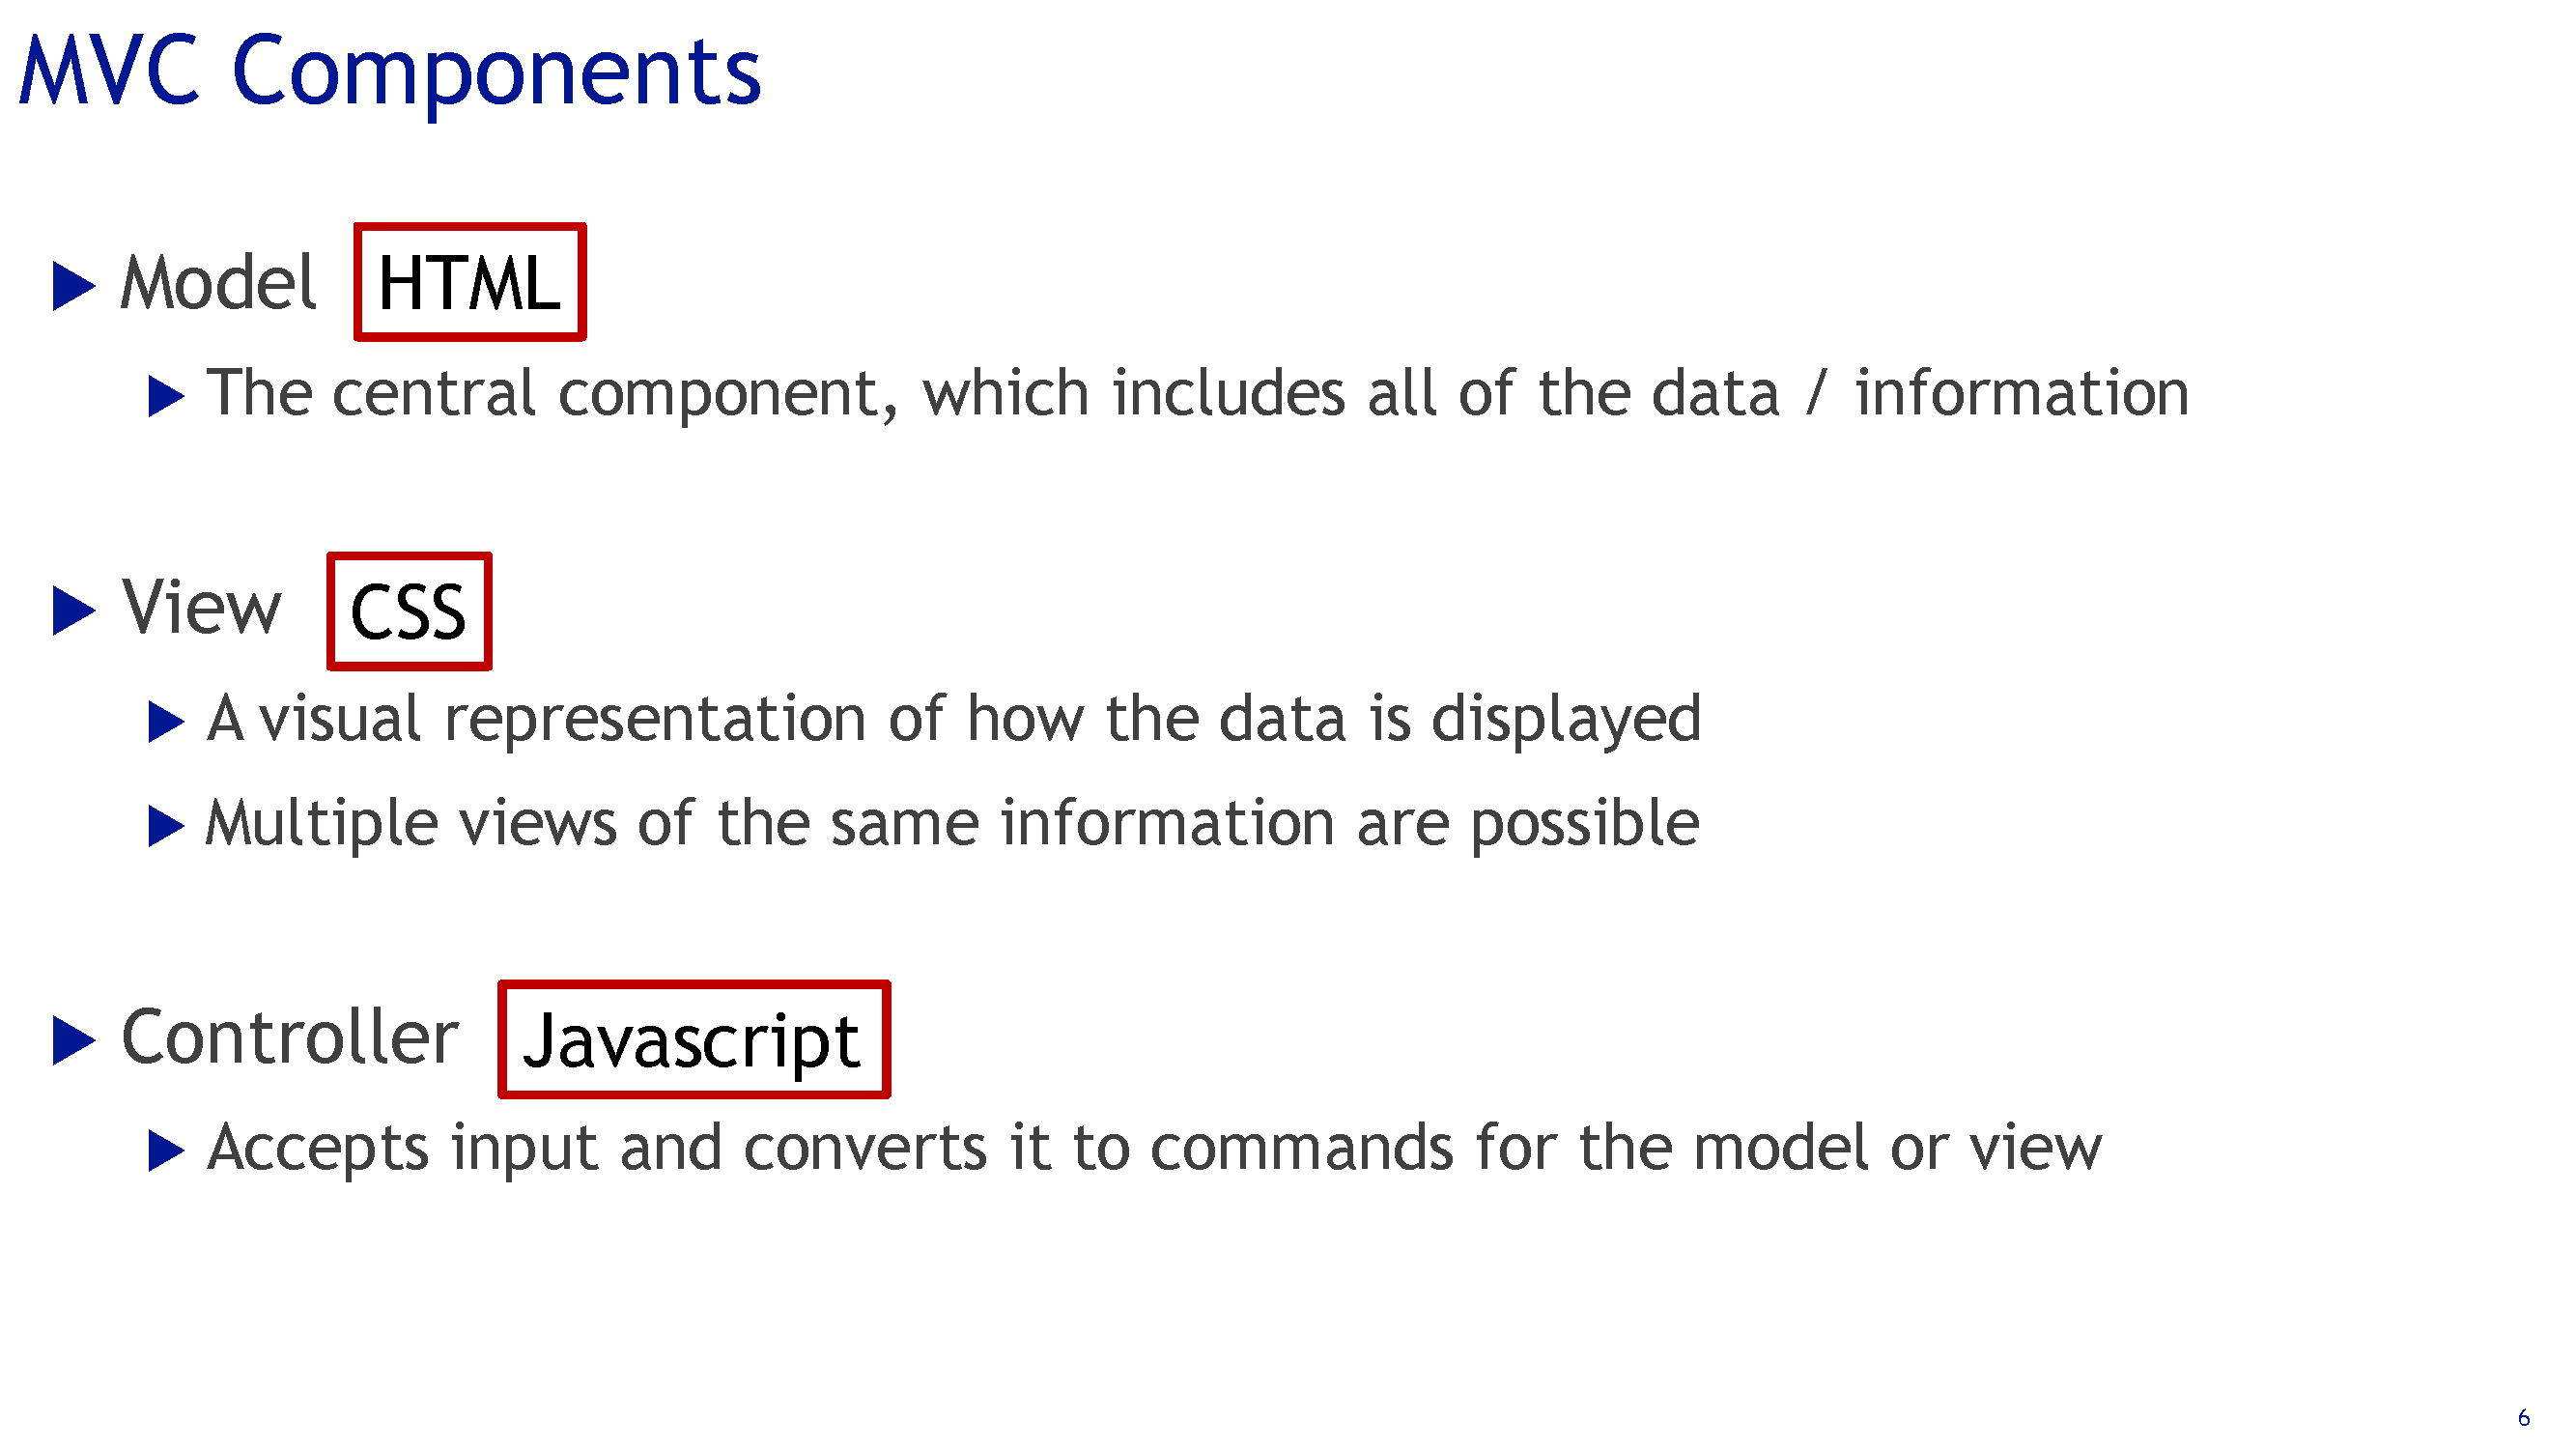 MVC Components
Model HTML
The central component, which includes all of the data / information
View CSS
A visual representation of how the data is displayed
Multiple views of the same information are possible
Controller Javascript
Accepts input and converts it to commands for the model or view
6